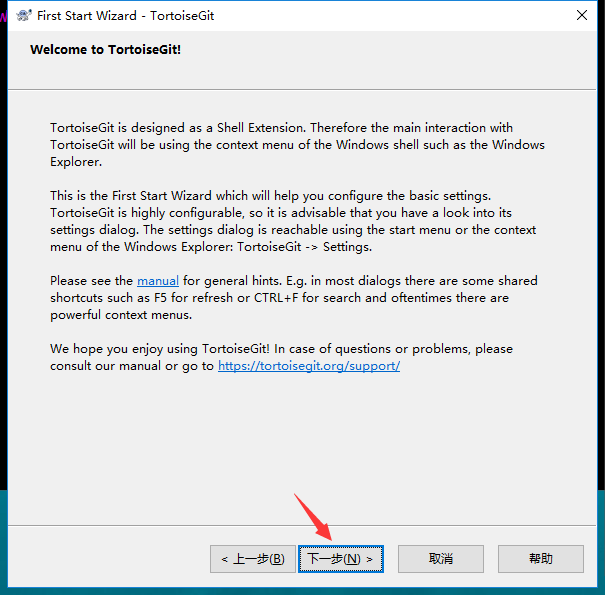 First Start Wizard - TortoiseGit
Welcome to TortoiseGit!
TortoiseGit is designed as a Shell Extension. Therefore the main interaction with
TortoiseGit will be using the context menu of the Windows shell such as the Windows
Explorer.
This is the First Start Wizard which will help you configure the basic settings.
TortoiseGit is highly configurable, so it is advisable that you have a look into its
settings dialog. The settings dialog is reachable using the start menu or the context
menu of the Windows Explorer: TortoiseGit -> Settings.
Please see the manual for general hints. E.g. in most dialogs there are some shared
shortcuts such as F5 for refresh or CTRL+F for search and oftentimes there are
powerful context menus.
We hope you enjoy using TortoiseGit! In case of questions or problems, please
consult our manual or go to https://tortoisegit.org/support/
< 上一步(B) 下一步(N) > 取消 帮助